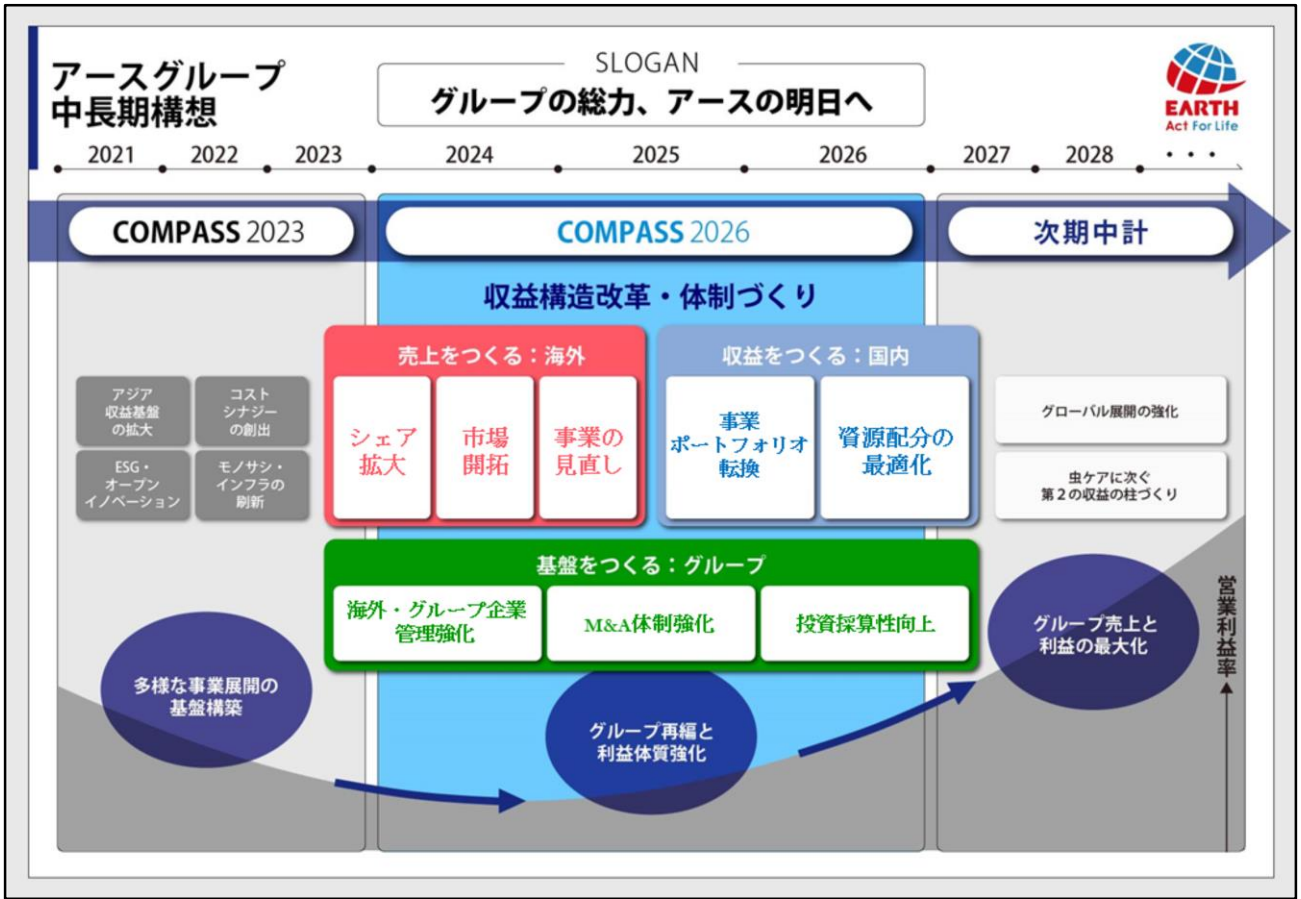 アースグループ
中長期構想
SLOGAN
グループの総力、アースの明日へ
EARTH
Act For Life
2021
2022
2023
2024
2025
2026
2027
2028
・・・
COMPASS 2023
COMPASS 2026
次期中計
収益構造改革・体制づくり
アジア
収益基盤
の拡大
コスト
シナジー
の創出
ESG・
オープン
イノベーション
モノサシ・
インフラの
刷新
売上をつくる：海外
シェア
拡大
市場
開拓
事業の
見直し
収益をつくる：国内
事業
ポートフォリオ
転換
資源配分の
最適化
グローバル展開の強化
虫ケアに次ぐ
第２の収益の柱づくり
基盤をつくる：グループ
海外・グループ企業
管理強化
M&A体制強化
投資採算性向上
多様な事業展開の
基盤構築
グループ再編と
利益体質強化
グループ売上と
利益の最大化
営業利益率